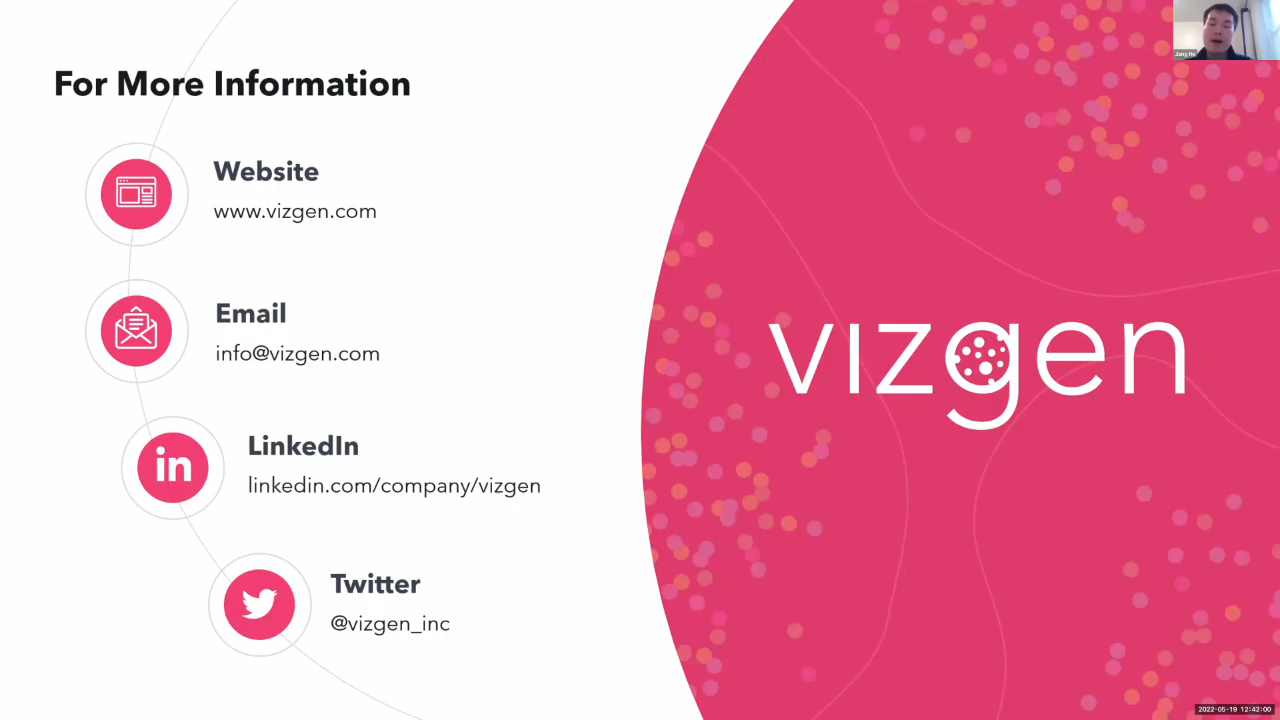 For More Information
Website
www.vizgen.com
Email
info@vizgen.com
in
LinkedIn
linkedin.com/company/vizgen
Twitter
@vizgen_inc
vizgen
2022-05-19 12:42:00